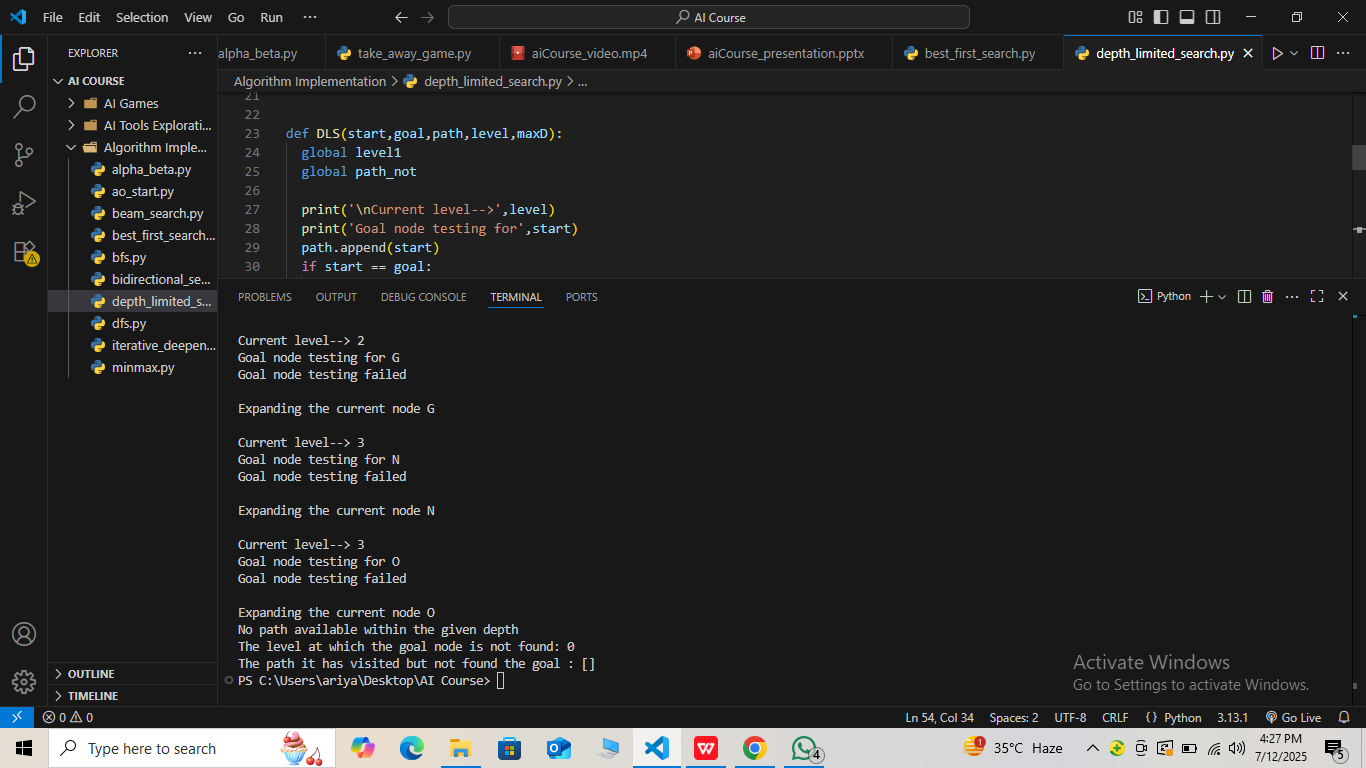 File Edit Selection View Go Run ··· AI Course
EXPLORER ··· alpha_beta.py take_away_game.py aiCourse_video.mp4 aiCourse_presentation.pptx best_first_search.py depth_limited_search.py
AI COURSE
AI Games
AI Tools Explorati...
Algorithm Imple...
alpha_beta.py
ao_start.py
beam_search.py
best_first_search...
bfs.py
bidirectional_se...
depth_limited_s...
dfs.py
iterative_deepen...
minmax.py
OUTLINE
TIMELINE
Algorithm Implementation > depth_limited_search.py > ...
21
22
23 def DLS(start,goal,path,level,maxD):
24 global level1
25 global path_not
26
27 print('\nCurrent level-->',level)
28 print('Goal node testing for',start)
29 path.append(start)
30 if start == goal:
PROBLEMS OUTPUT DEBUG CONSOLE TERMINAL PORTS Python
Current level--> 2
Goal node testing for G
Goal node testing failed
Expanding the current node G
Current level--> 3
Goal node testing for N
Goal node testing failed
Expanding the current node N
Current level--> 3
Goal node testing for O
Goal node testing failed
Expanding the current node O
No path available within the given depth
The level at which the goal node is not found: 0
The path it has visited but not found the goal : []
PS C:\Users\ariya\Desktop\AI Course>
Activate Windows
Go to Settings to activate Windows.
0 0 Ln 54, Col 34 Spaces: 2 UTF-8 CRLF {} Python 3.13.1 Go Live
Type here to search 4 1 35°C Haze 4:27 PM 5
7/12/2025